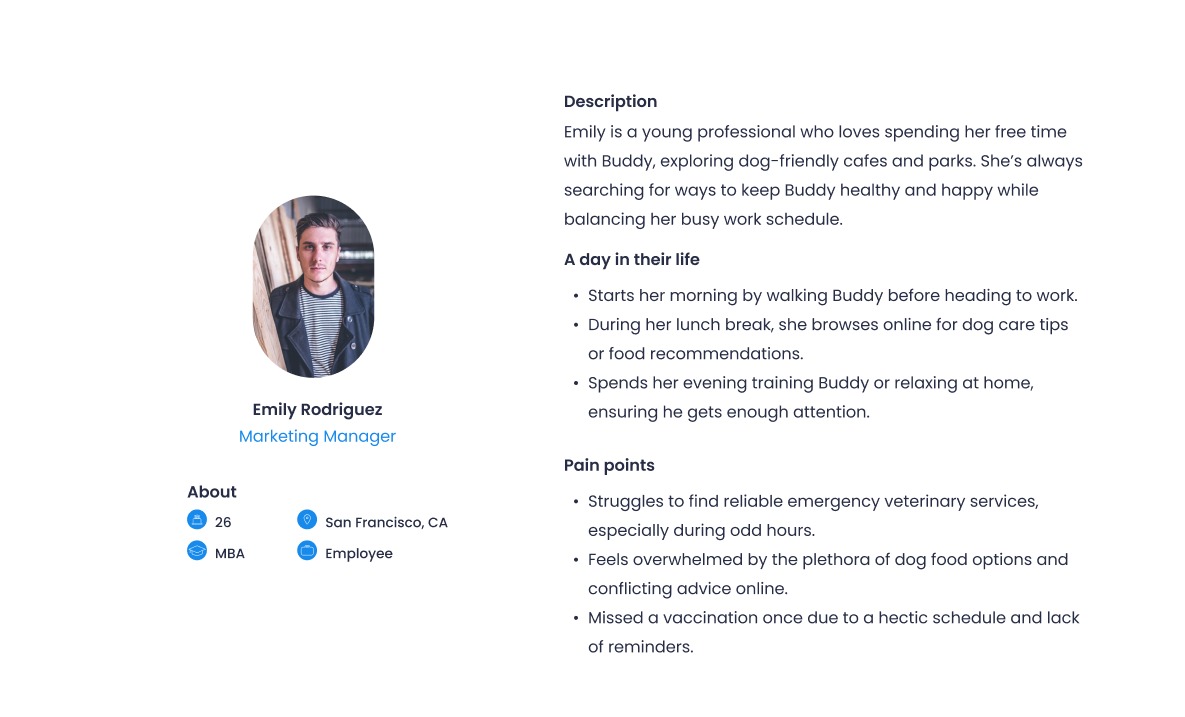 Emily Rodriguez
Marketing Manager
About
26
San Francisco, CA
MBA
Employee
Description
Emily is a young professional who loves spending her free time
with Buddy, exploring dog-friendly cafes and parks. She’s always
searching for ways to keep Buddy healthy and happy while
balancing her busy work schedule.
A day in their life
• Starts her morning by walking Buddy before heading to work.
• During her lunch break, she browses online for dog care tips
or food recommendations.
• Spends her evening training Buddy or relaxing at home,
ensuring he gets enough attention.
Pain points
• Struggles to find reliable emergency veterinary services,
especially during odd hours.
• Feels overwhelmed by the plethora of dog food options and
conflicting advice online.
• Missed a vaccination once due to a hectic schedule and lack
of reminders.